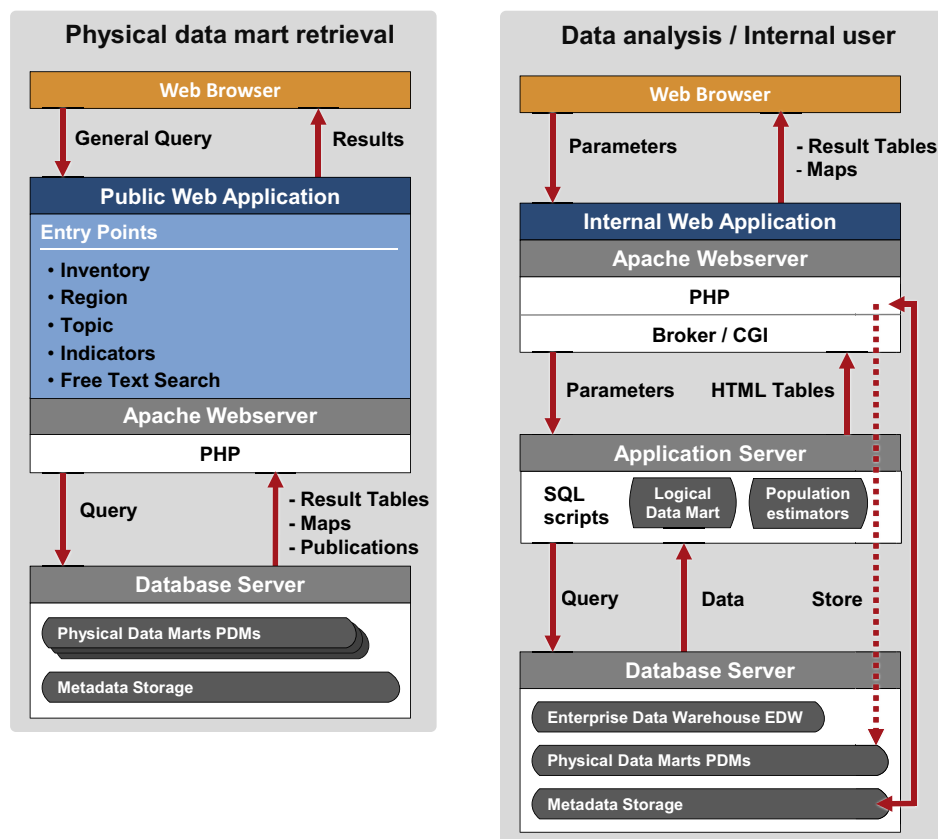 Physical data mart retrieval
Web Browser
General Query
Results
Public Web Application
Entry Points
• Inventory
• Region
• Topic
• Indicators
• Free Text Search
Apache Webserver
PHP
Query
- Result Tables
- Maps
- Publications
Database Server
Physical Data Marts PDMs
Metadata Storage
Data analysis / Internal user
Web Browser
Parameters
- Result Tables
- Maps
Internal Web Application
Apache Webserver
PHP
Broker / CGI
Parameters
HTML Tables
Application Server
SQL
scripts
Logical
Data Mart
Population
estimators
Query
Data
Store
Database Server
Enterprise Data Warehouse EDW
Physical Data Marts PDMs
Metadata Storage